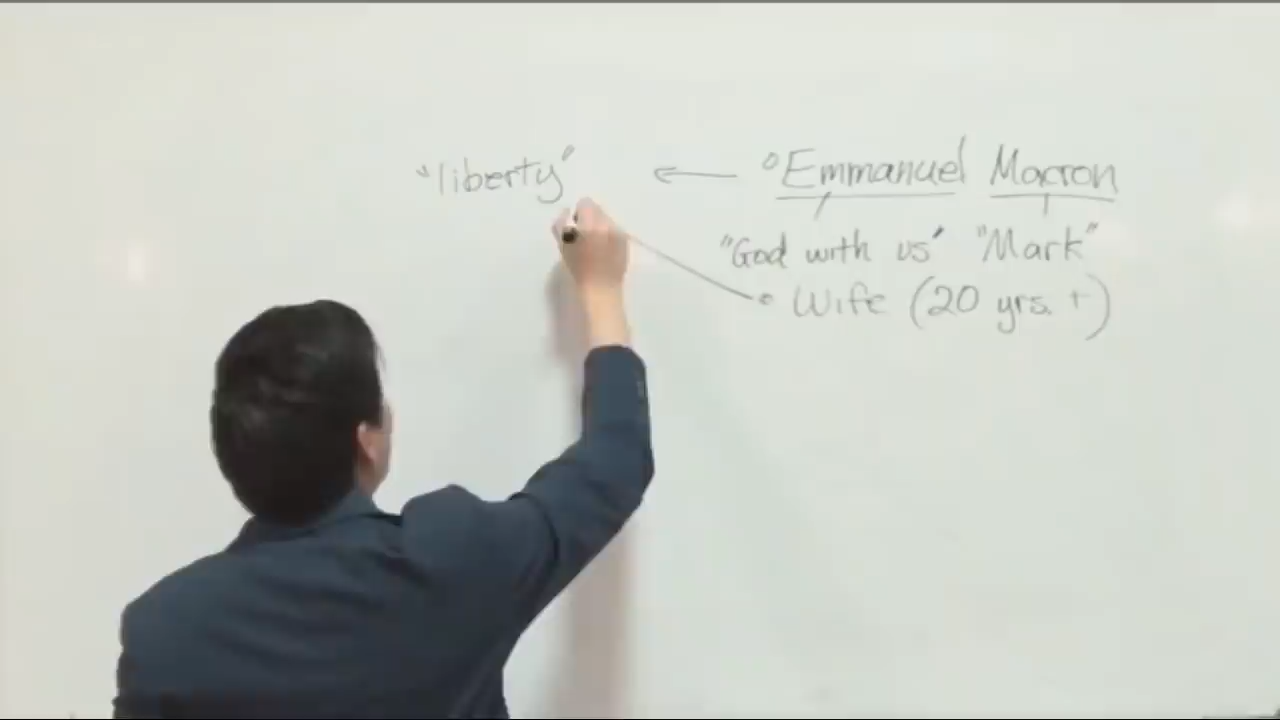 "liberty" ← °Emmanuel Macron
"God with us" "Mark"
• Wife (20 yrs. +)